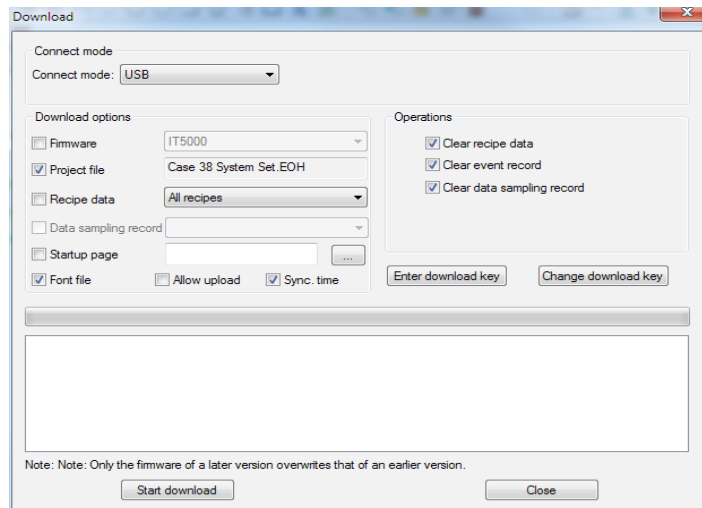 Download
Connect mode
Connect mode: USB
Download options
Firmware IT5000
Project file Case 38 System Set.EOH
Recipe data All recipes
Data sampling record
Startup page ...
Font file Allow upload Sync. time
Operations
Clear recipe data
Clear event record
Clear data sampling record
Enter download key Change download key
Note: Note: Only the firmware of a later version overwrites that of an earlier version.
Start download Close